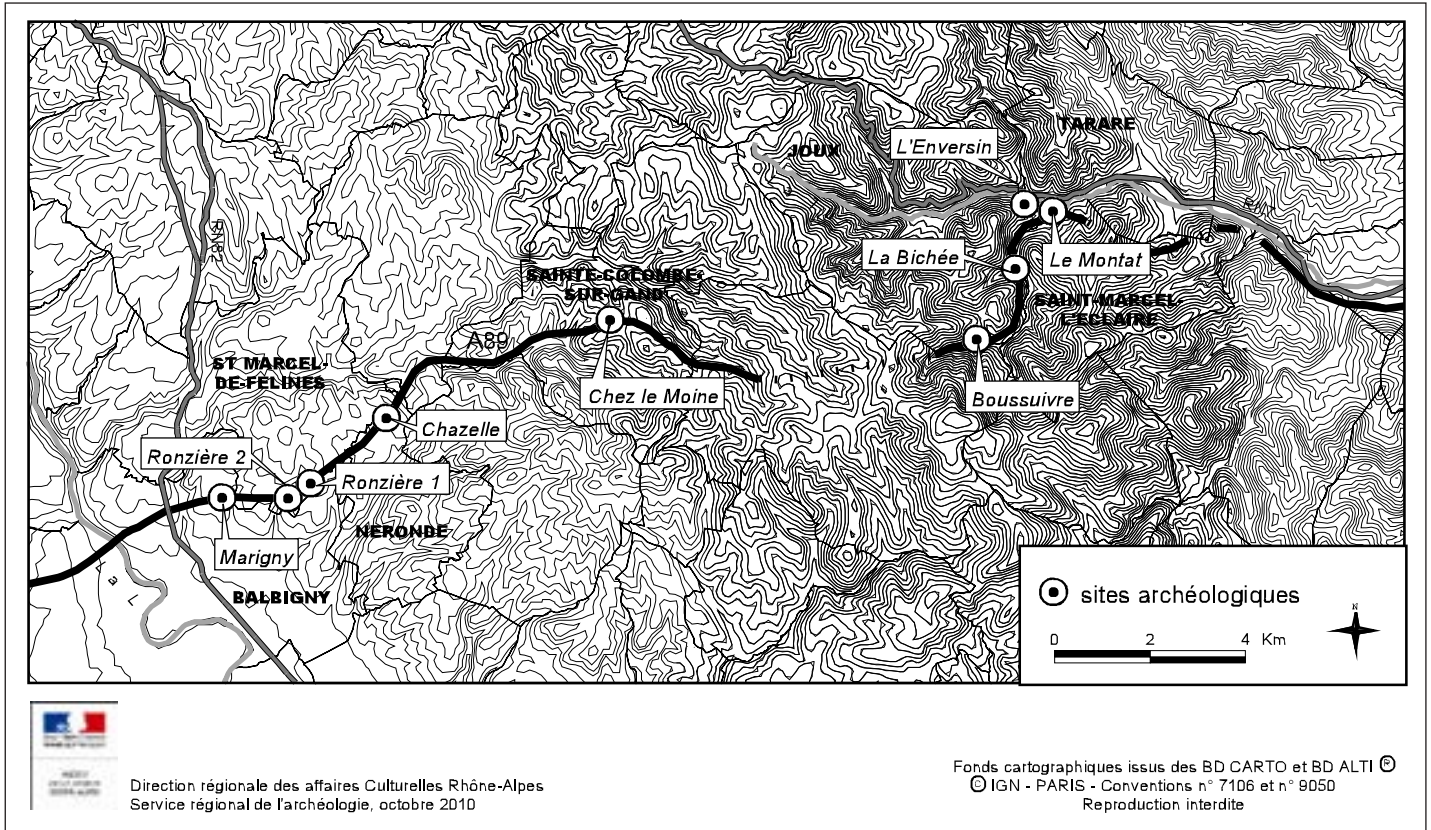 TARARE
JOUX
L'Enversin
La Bichée
Le Montat
SAINTE-COLOMBE-
SUR-GAND
SAINT-MARCEL-
L'ECLAIRE
RN82
A89
ST MARCEL-
DE-FELINES
Chez le Moine
Boussuivre
Chazelle
Ronzière 2
Ronzière 1
NERONDE
Marigny
BALBIGNY
sites archéologiques
N
0 2 4 Km
Direction régionale des affaires Culturelles Rhône-Alpes
Service régional de l'archéologie, octobre 2010
Fonds cartographiques issus des BD CARTO et BD ALTI ®
© IGN - PARIS - Conventions n° 7106 et n° 9050
Reproduction interdite